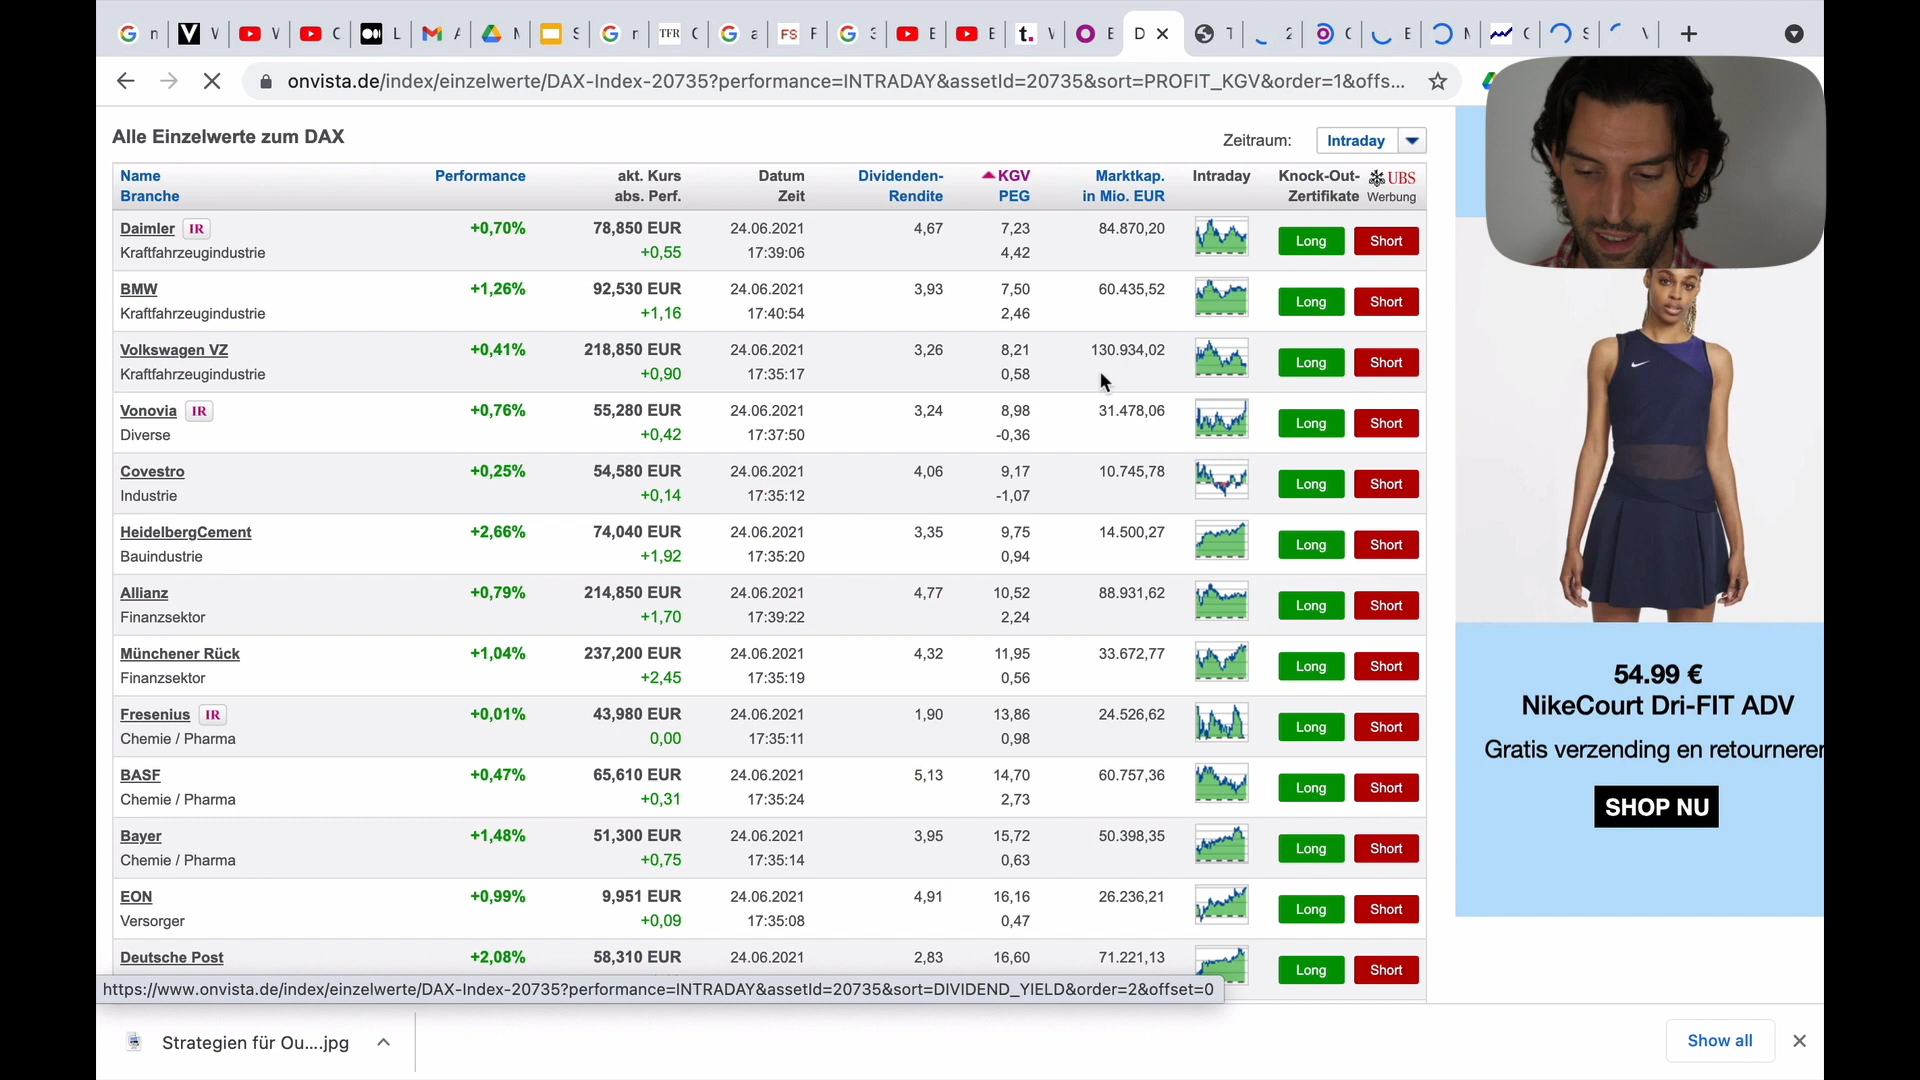 n
V
V
C
L
A
N
S
r
TFR
C
a
FS
F
G
3
E
E
t.
V
E
D
T
2
C
E
N
C
S
onvista.de/index/einzelwerte/DAX-Index-20735?performance=INTRADAY&assetId=20735&sort=PROFIT_KGV&order=1&offs...
Alle Einzelwerte zum DAX
Zeitraum: Intraday
Name Performance akt. Kurs Datum Dividenden- KGV Marktkap. Intraday Knock-Out- UBS
Branche abs. Perf. Zeit Rendite PEG in Mio. EUR Zertifikate Werbung
Daimler IR +0,70% 78,850 EUR 24.06.2021 4,67 7,23 84.870,20 Long Short
Kraftfahrzeugindustrie +0,55 17:39:06 4,42
BMW +1,26% 92,530 EUR 24.06.2021 3,93 7,50 60.435,52 Long Short
Kraftfahrzeugindustrie +1,16 17:40:54 2,46
Volkswagen VZ +0,41% 218,850 EUR 24.06.2021 3,26 8,21 130.934,02 Long Short
Kraftfahrzeugindustrie +0,90 17:35:17 0,58
Vonovia IR +0,76% 55,280 EUR 24.06.2021 3,24 8,98 31.478,06 Long Short
Diverse +0,42 17:37:50 -0,36
Covestro +0,25% 54,580 EUR 24.06.2021 4,06 9,17 10.745,78 Long Short
Industrie +0,14 17:35:12 -1,07
HeidelbergCement +2,66% 74,040 EUR 24.06.2021 3,35 9,75 14.500,27 Long Short
Bauindustrie +1,92 17:35:20 0,94
Allianz +0,79% 214,850 EUR 24.06.2021 4,77 10,52 88.931,62 Long Short
Finanzsektor +1,70 17:39:22 2,24
Münchener Rück +1,04% 237,200 EUR 24.06.2021 4,32 11,95 33.672,77 Long Short
Finanzsektor +2,45 17:35:19 0,56
Fresenius IR +0,01% 43,980 EUR 24.06.2021 1,90 13,86 24.526,62 Long Short
Chemie / Pharma 0,00 17:35:11 0,98
BASF +0,47% 65,610 EUR 24.06.2021 5,13 14,70 60.757,36 Long Short
Chemie / Pharma +0,31 17:35:24 2,73
Bayer +1,48% 51,300 EUR 24.06.2021 3,95 15,72 50.398,35 Long Short
Chemie / Pharma +0,75 17:35:14 0,63
EON +0,99% 9,951 EUR 24.06.2021 4,91 16,16 26.236,21 Long Short
Versorger +0,09 17:35:08 0,47
Deutsche Post +2,08% 58,310 EUR 24.06.2021 2,83 16,60 71.221,13 Long Short
https://www.onvista.de/index/einzelwerte/DAX-Index-20735?performance=INTRADAY&assetId=20735&sort=DIVIDEND_YIELD&order=2&offset=0
54.99 €
NikeCourt Dri-FIT ADV
Gratis verzending en retourneren
SHOP NU
Strategien für Ou....jpg
Show all